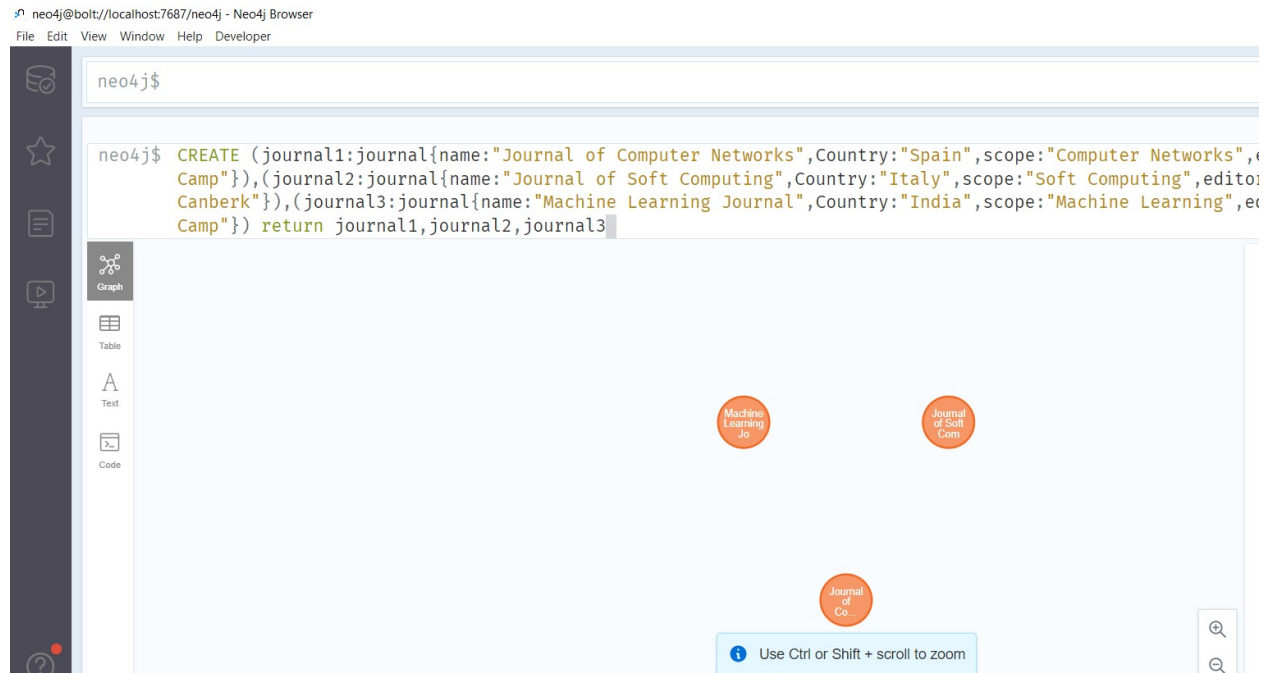 neo4j@bolt://localhost:7687/neo4j - Neo4j Browser
File Edit View Window Help Developer
neo4j$
neo4j$ CREATE (journal1:journal{name:"Journal of Computer Networks",Country:"Spain",scope:"Computer Networks",
Camp"}),(journal2:journal{name:"Journal of Soft Computing",Country:"Italy",scope:"Soft Computing",editor
Canberk"}),(journal3:journal{name:"Machine Learning Journal",Country:"India",scope:"Machine Learning",
Camp"}) return journal1,journal2,journal3
Graph
Table
A
Text
Code
Machine
Learning
Jo
Journal
of Soft
Com
Journal
of
Co...
Use Ctrl or Shift + scroll to zoom